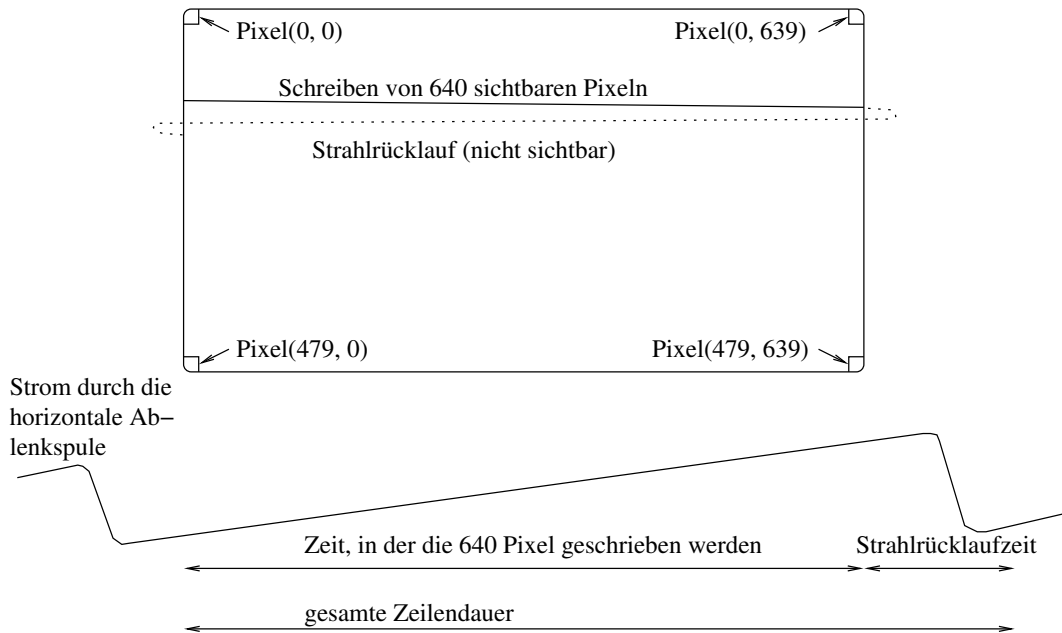 Pixel(0, 0)
Pixel(0, 639)
Schreiben von 640 sichtbaren Pixeln
Strahlrücklauf (nicht sichtbar)
Pixel(479, 0)
Pixel(479, 639)
Strom durch die
horizontale Ab−
lenkspule
Zeit, in der die 640 Pixel geschrieben werden
Strahlrücklaufzeit
gesamte Zeilendauer